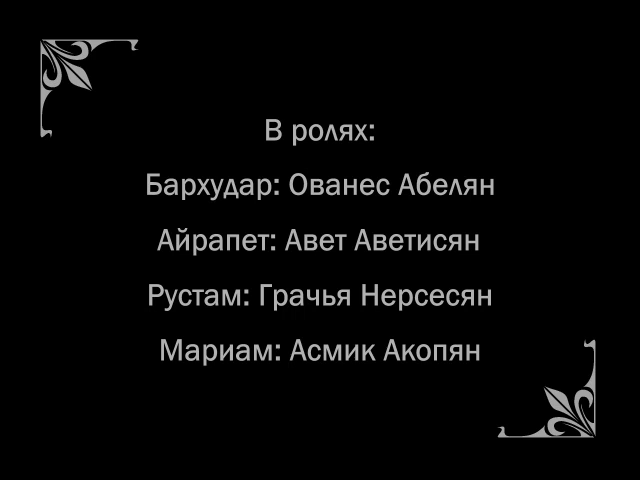 В ролях:
Бархудар: Ованес Абелян
Айрапет: Авет Аветисян
Рустам: Грачья Нерсесян
Мариам: Асмик Акопян